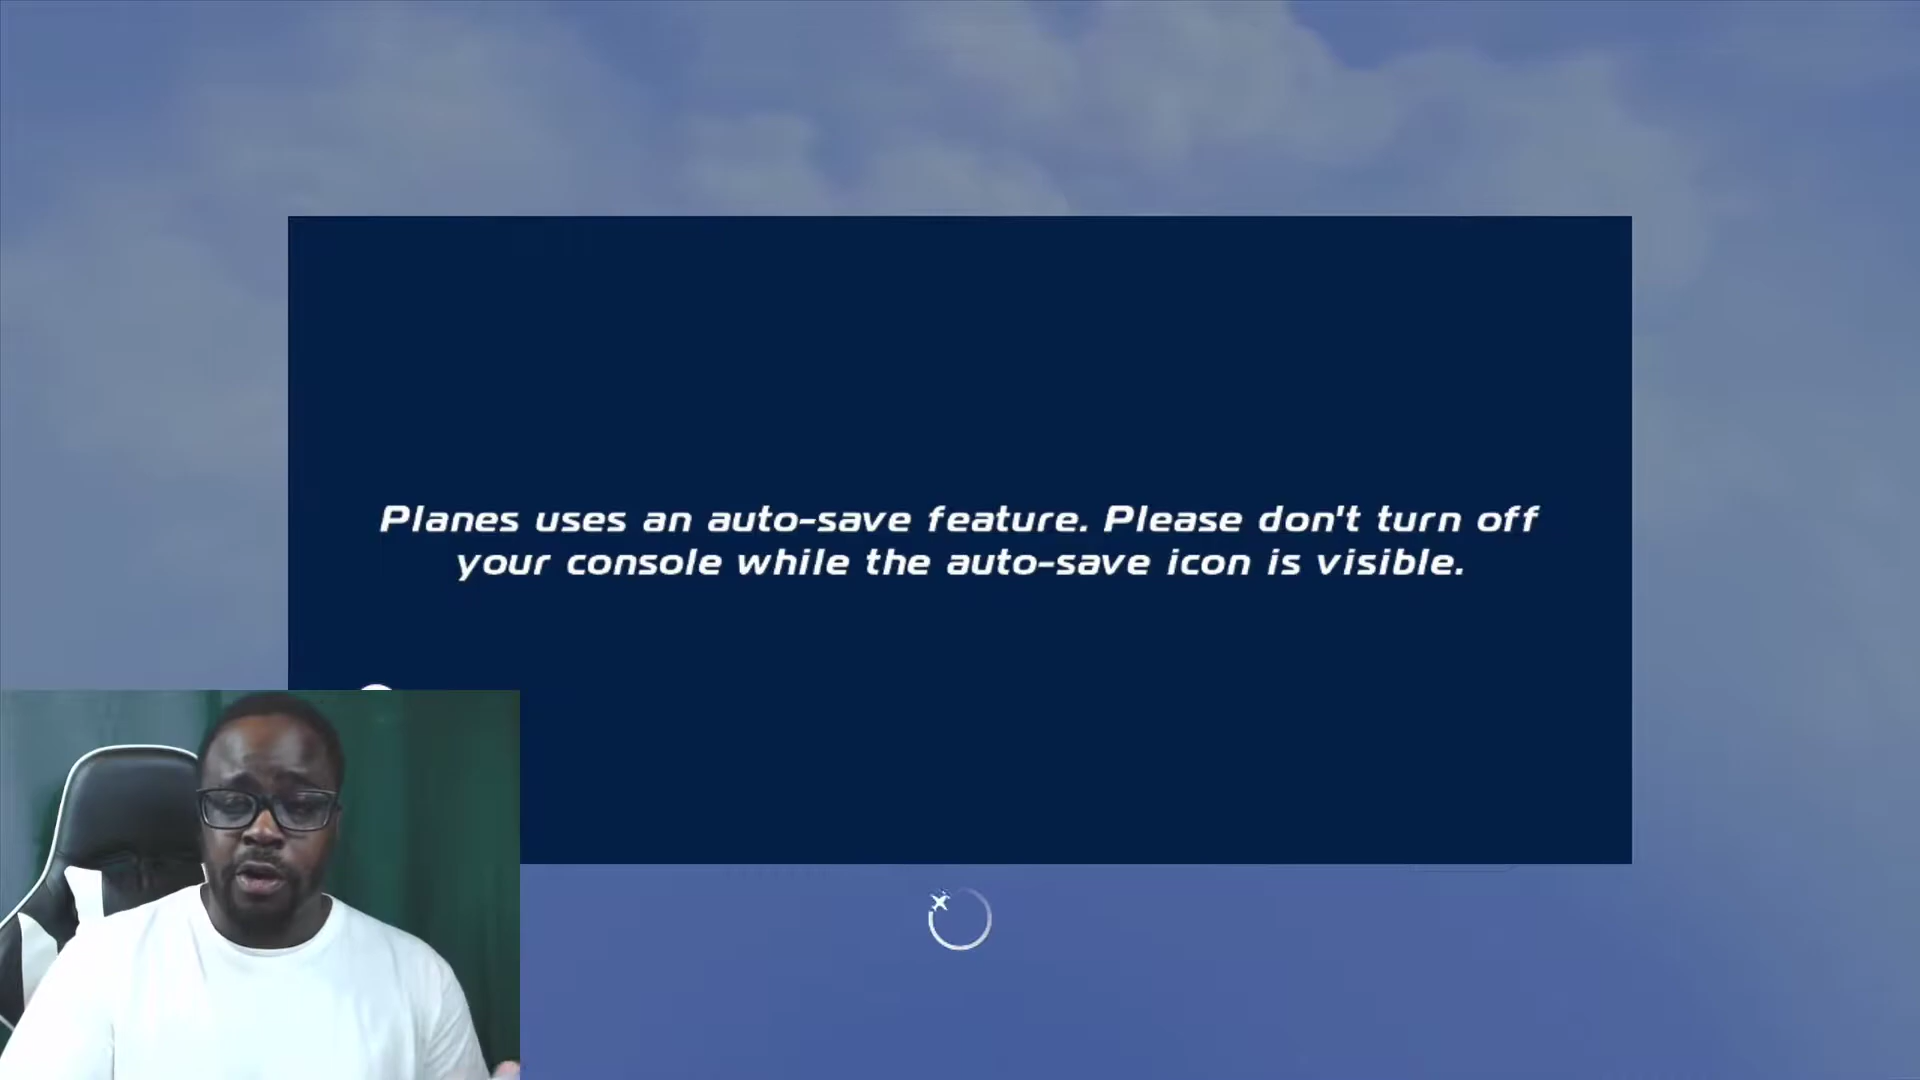 Planes uses an auto-save feature. Please don't turn off
your console while the auto-save icon is visible.